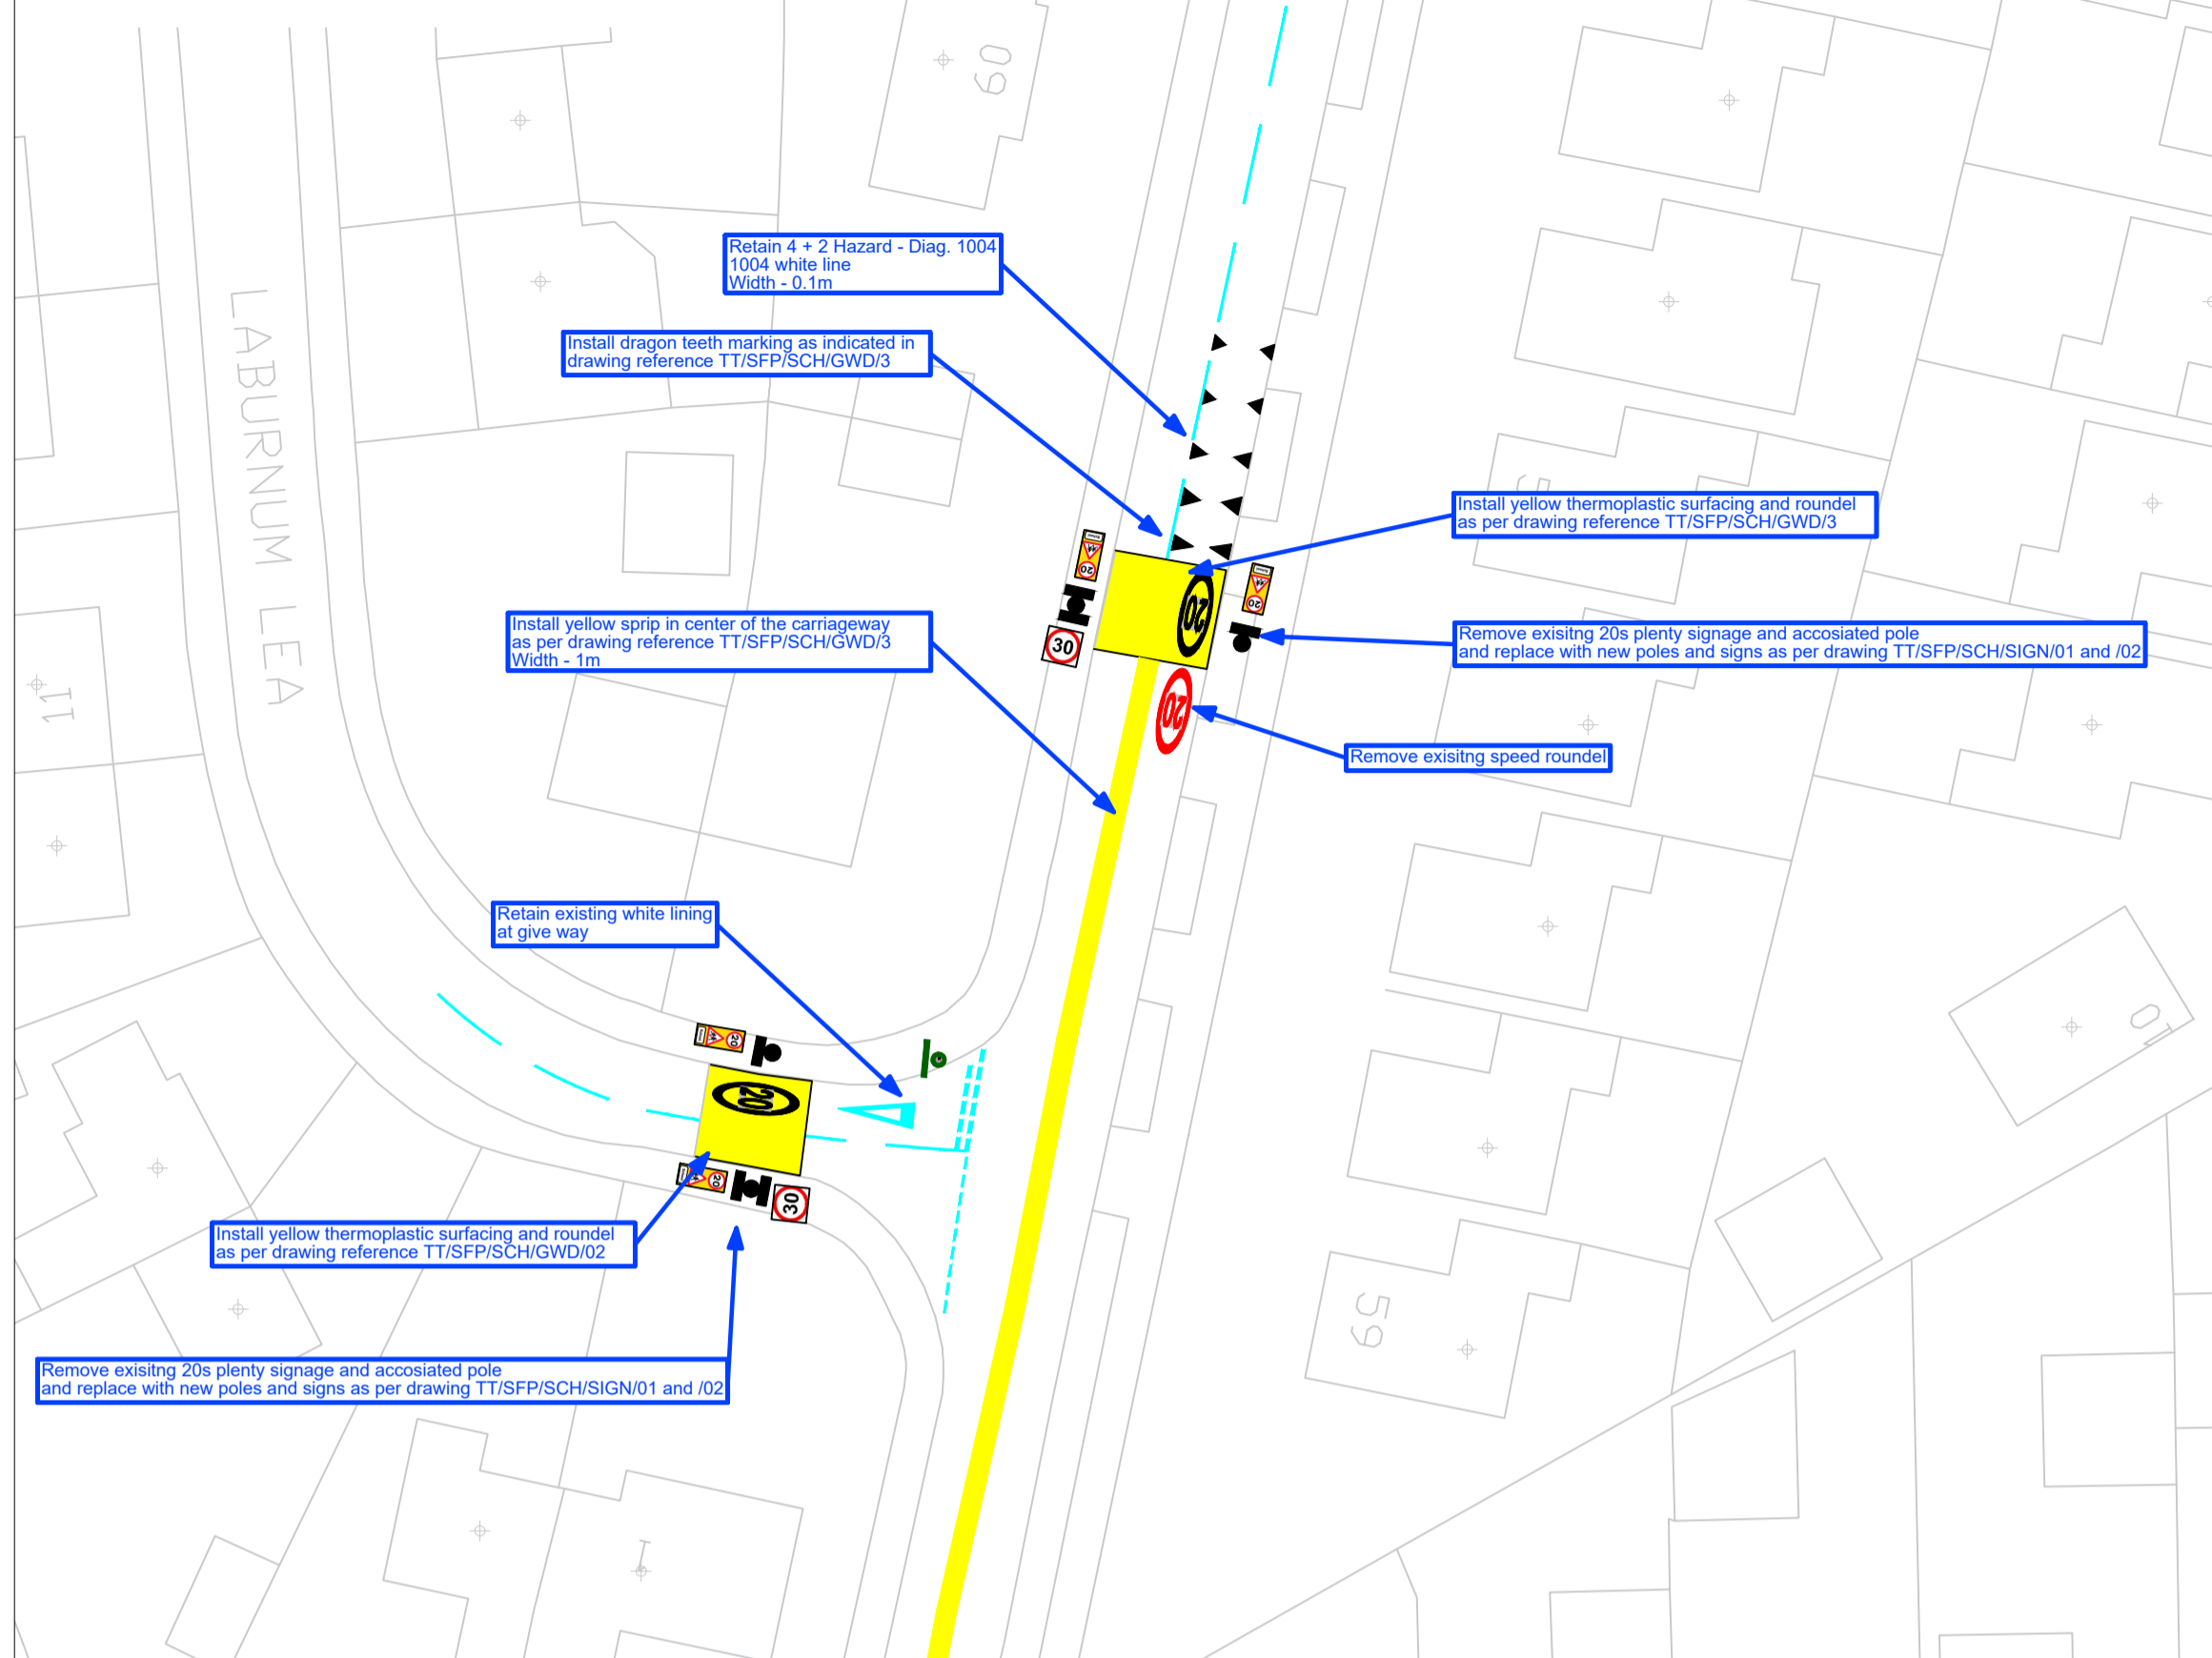 60
Retain 4 + 2 Hazard - Diag. 1004
1004 white line
Width - 0.1m
Install dragon teeth marking as indicated in
drawing reference TT/SFP/SCH/GWD/3
LABURNUM LEA
Install yellow thermoplastic surfacing and roundel
as per drawing reference TT/SFP/SCH/GWD/3
20
20
20
30
Install yellow sprip in center of the carriageway
as per drawing reference TT/SFP/SCH/GWD/3
Width - 1m
Remove exisitng 20s plenty signage and accosiated pole
and replace with new poles and signs as per drawing TT/SFP/SCH/SIGN/01 and /02
20
11
Remove exisitng speed roundel
Retain existing white lining
at give way
20
20
20
30
Install yellow thermoplastic surfacing and roundel
as per drawing reference TT/SFP/SCH/GWD/02
59
Remove exisitng 20s plenty signage and accosiated pole
and replace with new poles and signs as per drawing TT/SFP/SCH/SIGN/01 and /02
1